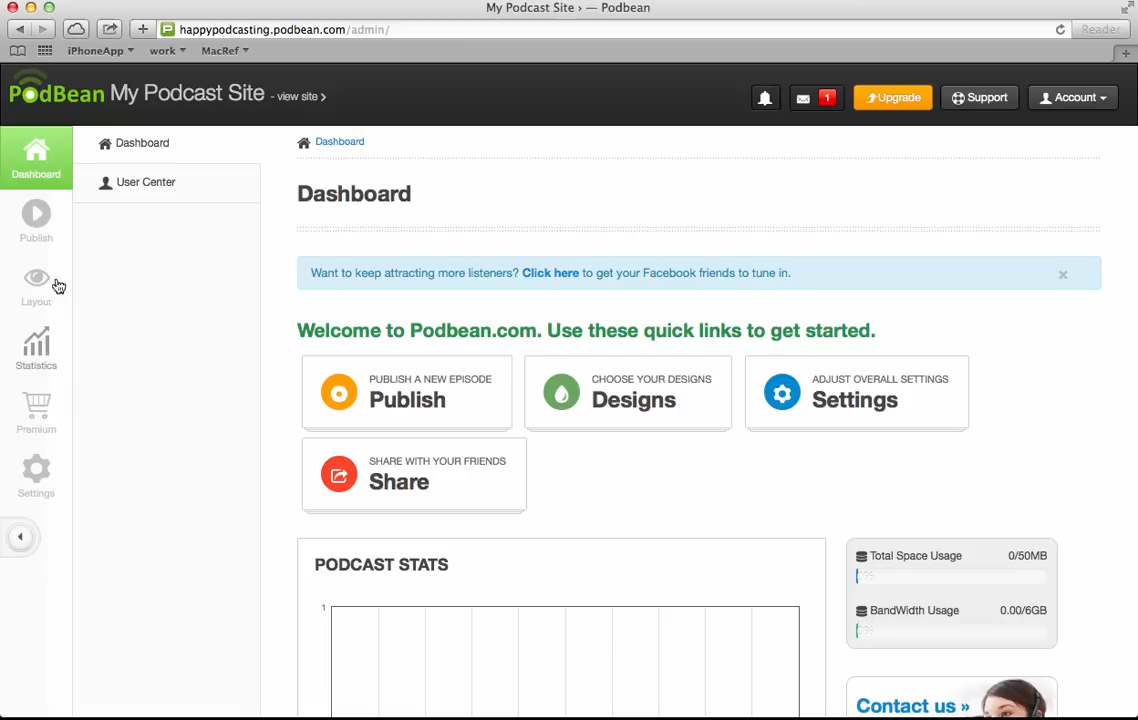 My Podcast Site › — Podbean
happypodcasting.podbean.com/admin/
Reader
iPhoneApp work MacRef
PodBean My Podcast Site - view site ›
1 Upgrade Support Account
Dashboard
Publish
Layout
Statistics
Premium
Settings
Dashboard
User Center
Dashboard
Dashboard
Want to keep attracting more listeners? Click here to get your Facebook friends to tune in. ×
Welcome to Podbean.com. Use these quick links to get started.
PUBLISH A NEW EPISODE
Publish
CHOOSE YOUR DESIGNS
Designs
ADJUST OVERALL SETTINGS
Settings
SHARE WITH YOUR FRIENDS
Share
PODCAST STATS
1
Total Space Usage 0/50MB
BandWidth Usage 0.00/6GB
Contact us »